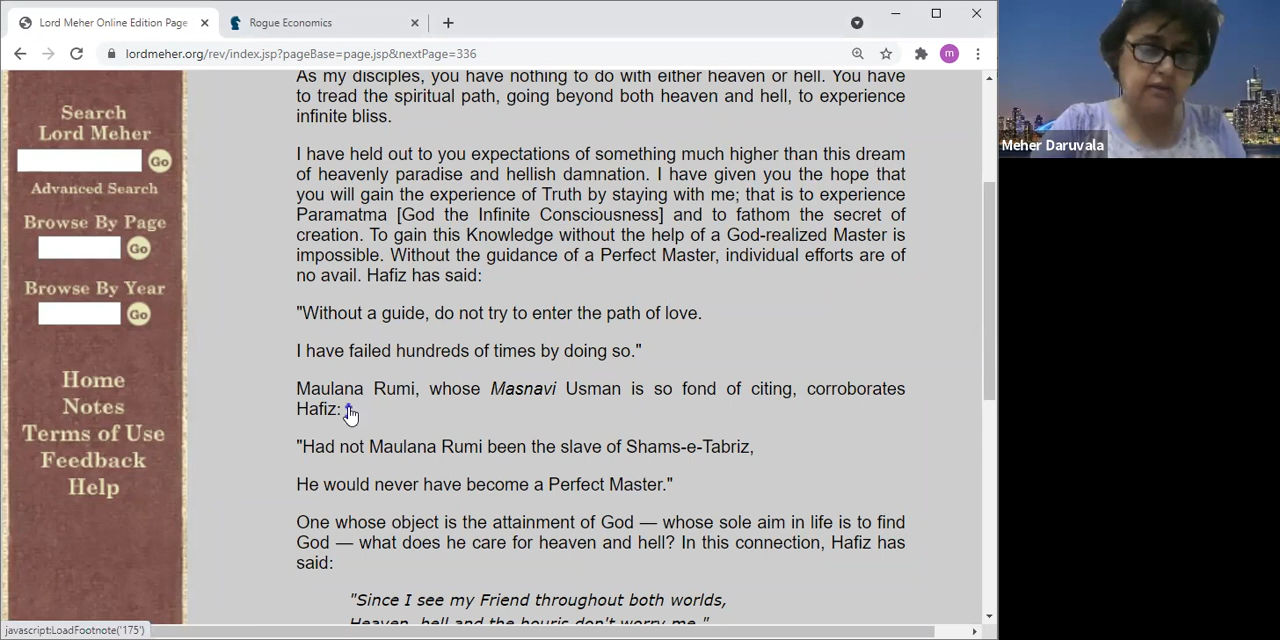 Lord Meher Online Edition Page
Rogue Economics
lordmeher.org/rev/index.jsp?pageBase=page.jsp&nextPage=336
m
Search
Lord Meher
Go
Advanced Search
Browse By Page
Go
Browse By Year
Go
Home
Notes
Terms of Use
Feedback
Help
As my disciples, you have nothing to do with either heaven or hell. You have
to tread the spiritual path, going beyond both heaven and hell, to experience
infinite bliss.
I have held out to you expectations of something much higher than this dream
of heavenly paradise and hellish damnation. I have given you the hope that
you will gain the experience of Truth by staying with me; that is to experience
Paramatma [God the Infinite Consciousness] and to fathom the secret of
creation. To gain this Knowledge without the help of a God-realized Master is
impossible. Without the guidance of a Perfect Master, individual efforts are of
no avail. Hafiz has said:
"Without a guide, do not try to enter the path of love.
I have failed hundreds of times by doing so."
Maulana Rumi, whose Masnavi Usman is so fond of citing, corroborates
Hafiz:
"Had not Maulana Rumi been the slave of Shams-e-Tabriz,
He would never have become a Perfect Master."
One whose object is the attainment of God — whose sole aim in life is to find
God — what does he care for heaven and hell? In this connection, Hafiz has
said:
"Since I see my Friend throughout both worlds,
Heaven, hell and the houris don't worry me."
javascript:LoadFootnote('175')
Meher Daruvala